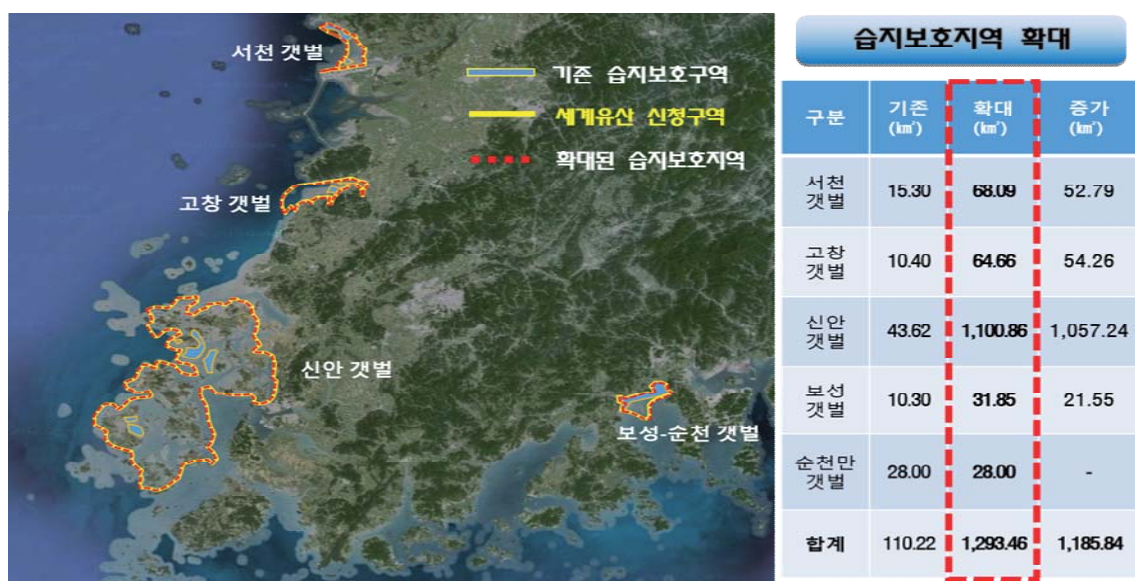 서천 갯벌
기존 습지보호구역
세계유산 신청구역
확대된 습지보호지역
고창 갯벌
신안 갯벌
보성-순천 갯벌
습지보호지역 확대
구분 기존 (㎢) 확대 (㎢) 증가 (㎢)
서천 갯벌 15.30 68.09 52.79
고창 갯벌 10.40 64.66 54.26
신안 갯벌 43.62 1,100.86 1,057.24
보성 갯벌 10.30 31.85 21.55
순천만 갯벌 28.00 28.00 -
합계 110.22 1,293.46 1,185.84